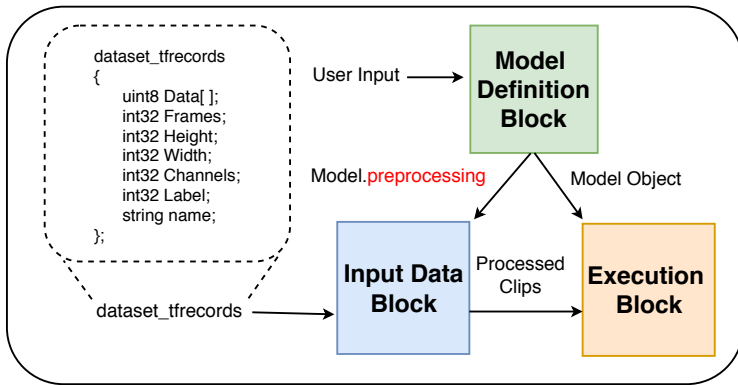 dataset_tfrecords
{
uint8 Data[ ];
int32 Frames;
int32 Height;
int32 Width;
int32 Channels;
int32 Label;
string name;
};
dataset_tfrecords
User Input
Model
Definition
Block
Model.preprocessing
Model Object
Input Data
Block
Processed
Clips
Execution
Block